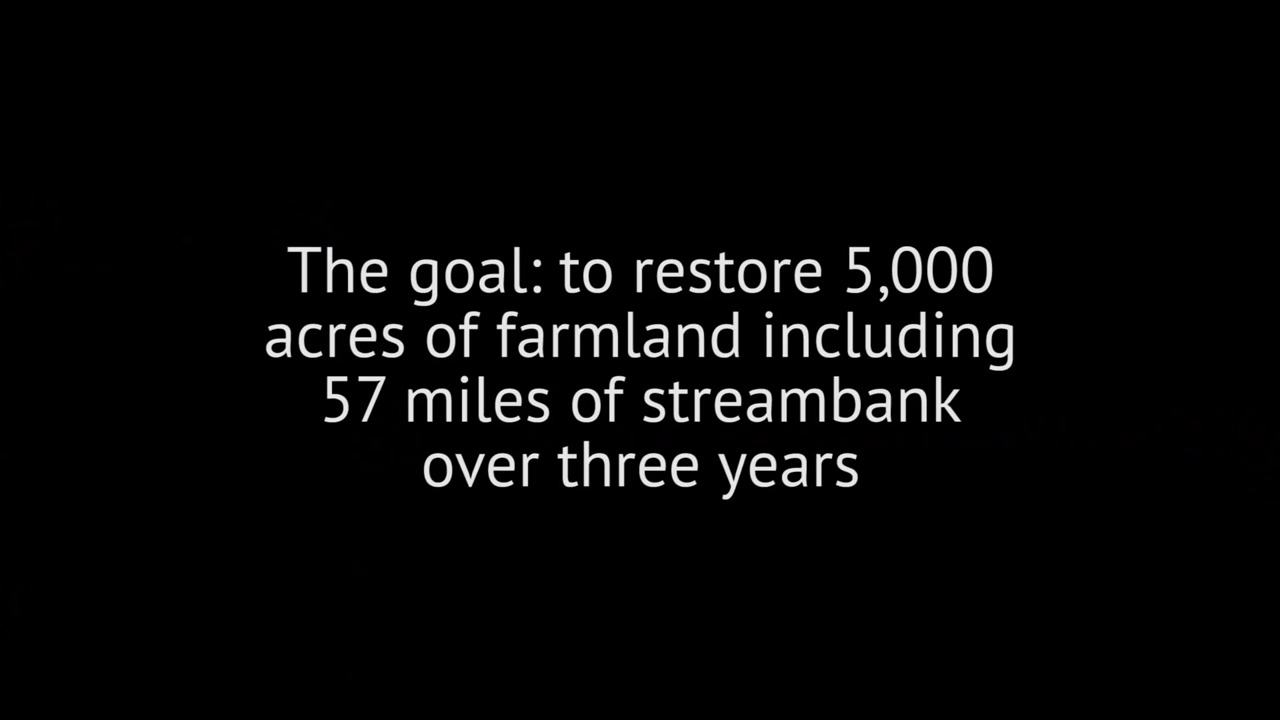 The goal: to restore 5,000
acres of farmland including
57 miles of streambank
over three years